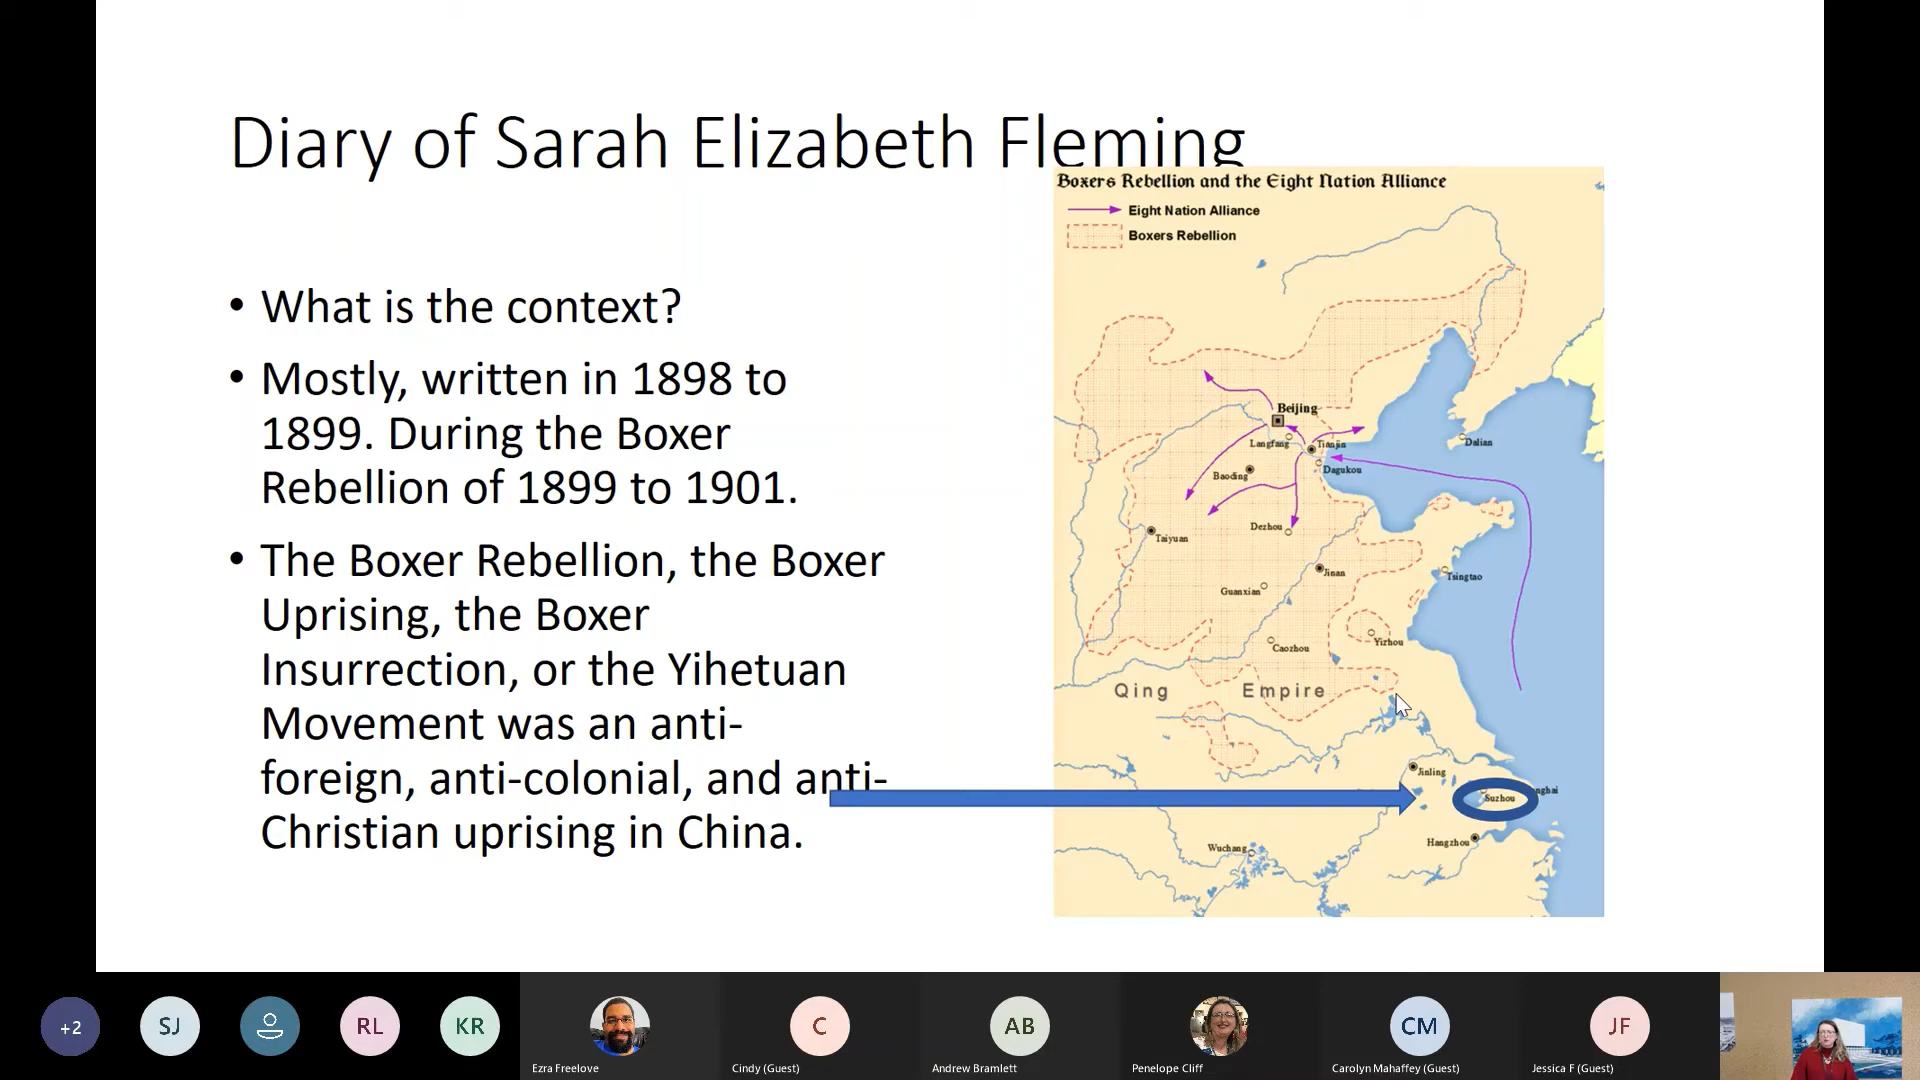 Diary of Sarah Elizabeth Fleming
• What is the context?
• Mostly, written in 1898 to
1899. During the Boxer
Rebellion of 1899 to 1901.
• The Boxer Rebellion, the Boxer
Uprising, the Boxer
Insurrection, or the Yihetuan
Movement was an anti-
foreign, anti-colonial, and anti-
Christian uprising in China.
Boxers Rebellion and the Eight Nation Alliance
Eight Nation Alliance
Boxers Rebellion
Beijing
Langfang
Tianjin
Dalian
Dagukou
Baoding
Dezhou
Taiyuan
Jinan
Tsingtao
Guanxian
Yizhou
Caozhou
Qing Empire
Jinling
Suzhou
nghai
Hangzhou
Wuchang
+2
SJ
RL
KR
Ezra Freelove
C
Cindy (Guest)
AB
Andrew Bramlett
Penelope Cliff
CM
Carolyn Mahaffey (Guest)
JF
Jessica F (Guest)